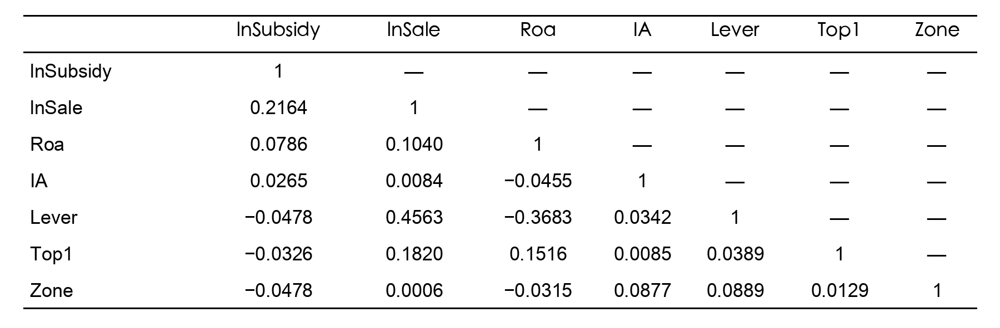 lnSubsidy lnSale Roa IA Lever Top1 Zone
lnSubsidy 1 — — — — — —
lnSale 0.2164 1 — — — — —
Roa 0.0786 0.1040 1 — — — —
IA 0.0265 0.0084 −0.0455 1 — — —
Lever −0.0478 0.4563 −0.3683 0.0342 1 — —
Top1 −0.0326 0.1820 0.1516 0.0085 0.0389 1 —
Zone −0.0478 0.0006 −0.0315 0.0877 0.0889 0.0129 1